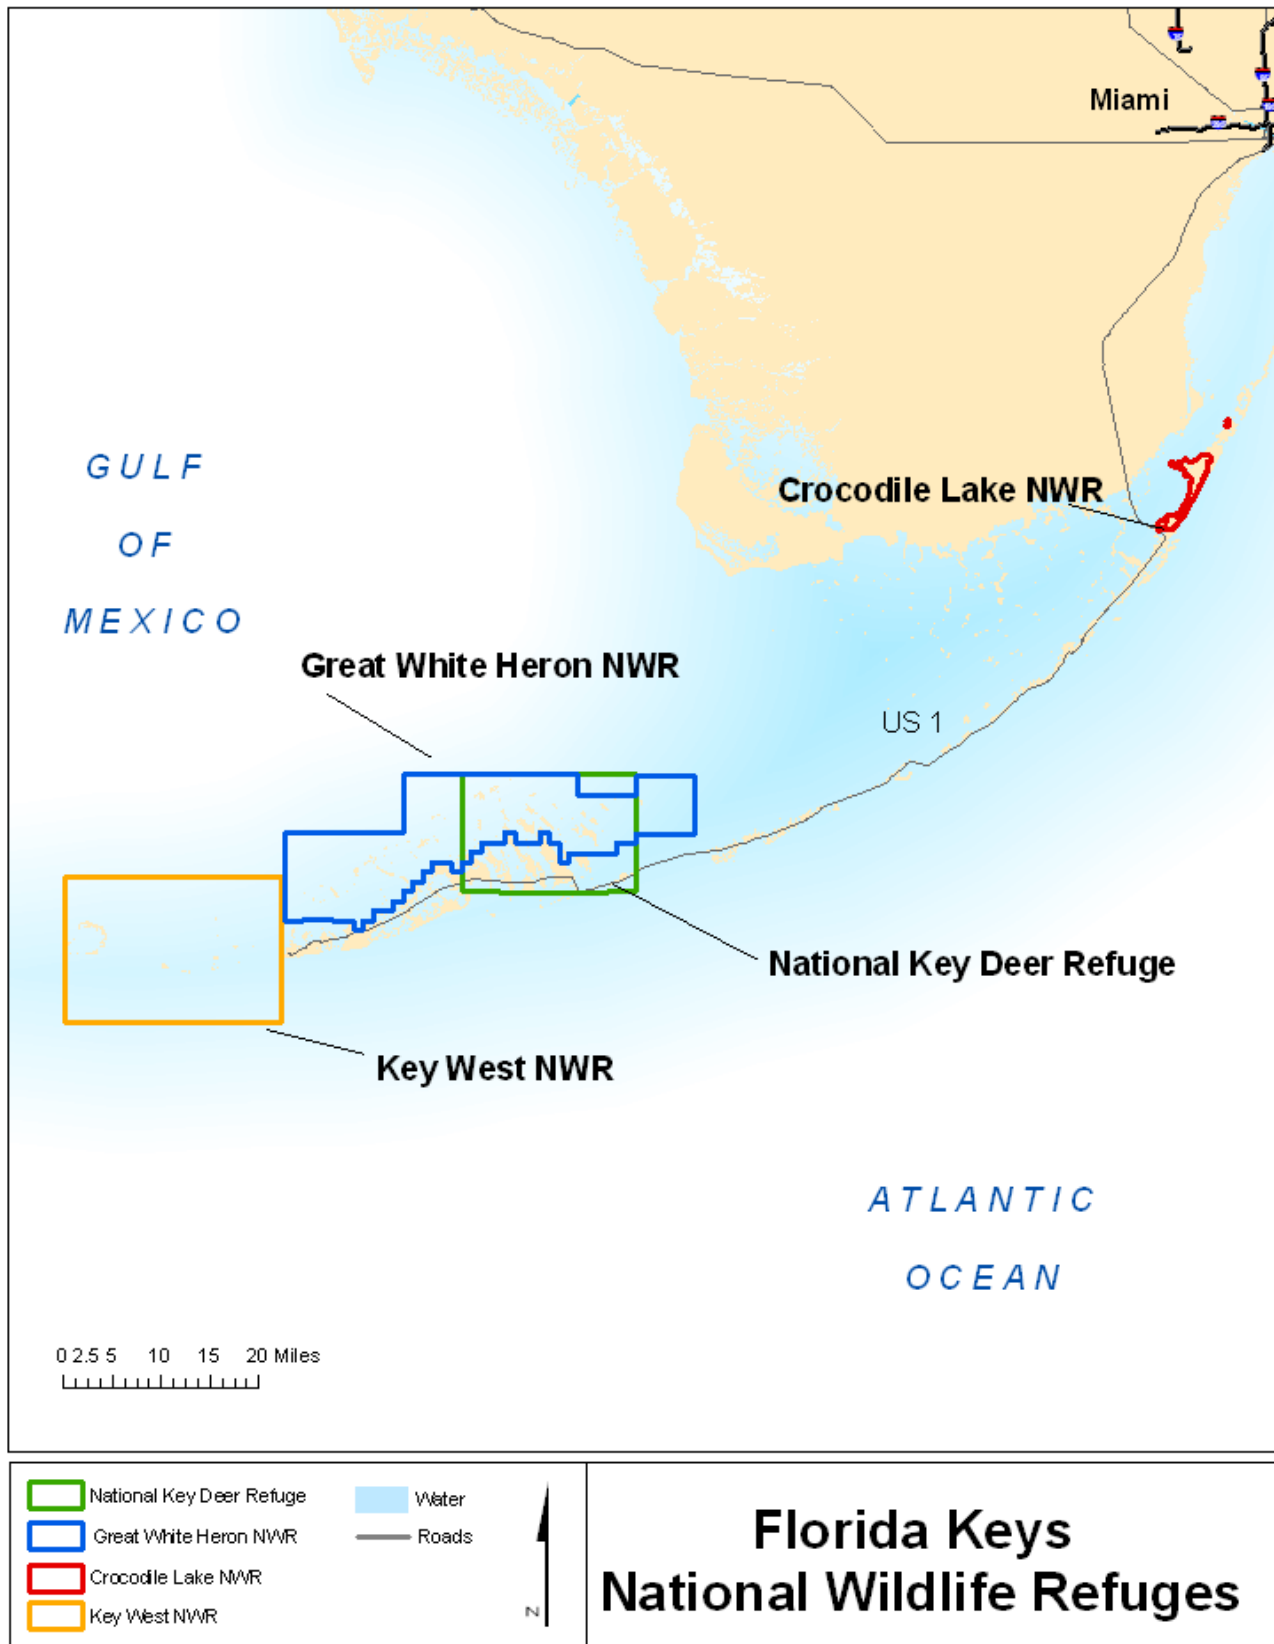 Miami
GULF
OF
MEXICO
Crocodile Lake NWR
Great White Heron NWR
US 1
National Key Deer Refuge
Key West NWR
ATLANTIC
OCEAN
0 2.5 5 10 15 20 Miles
National Key Deer Refuge
Great White Heron NWR
Crocodile Lake NWR
Key West NWR
Water
Roads
N
Florida Keys
National Wildlife Refuges